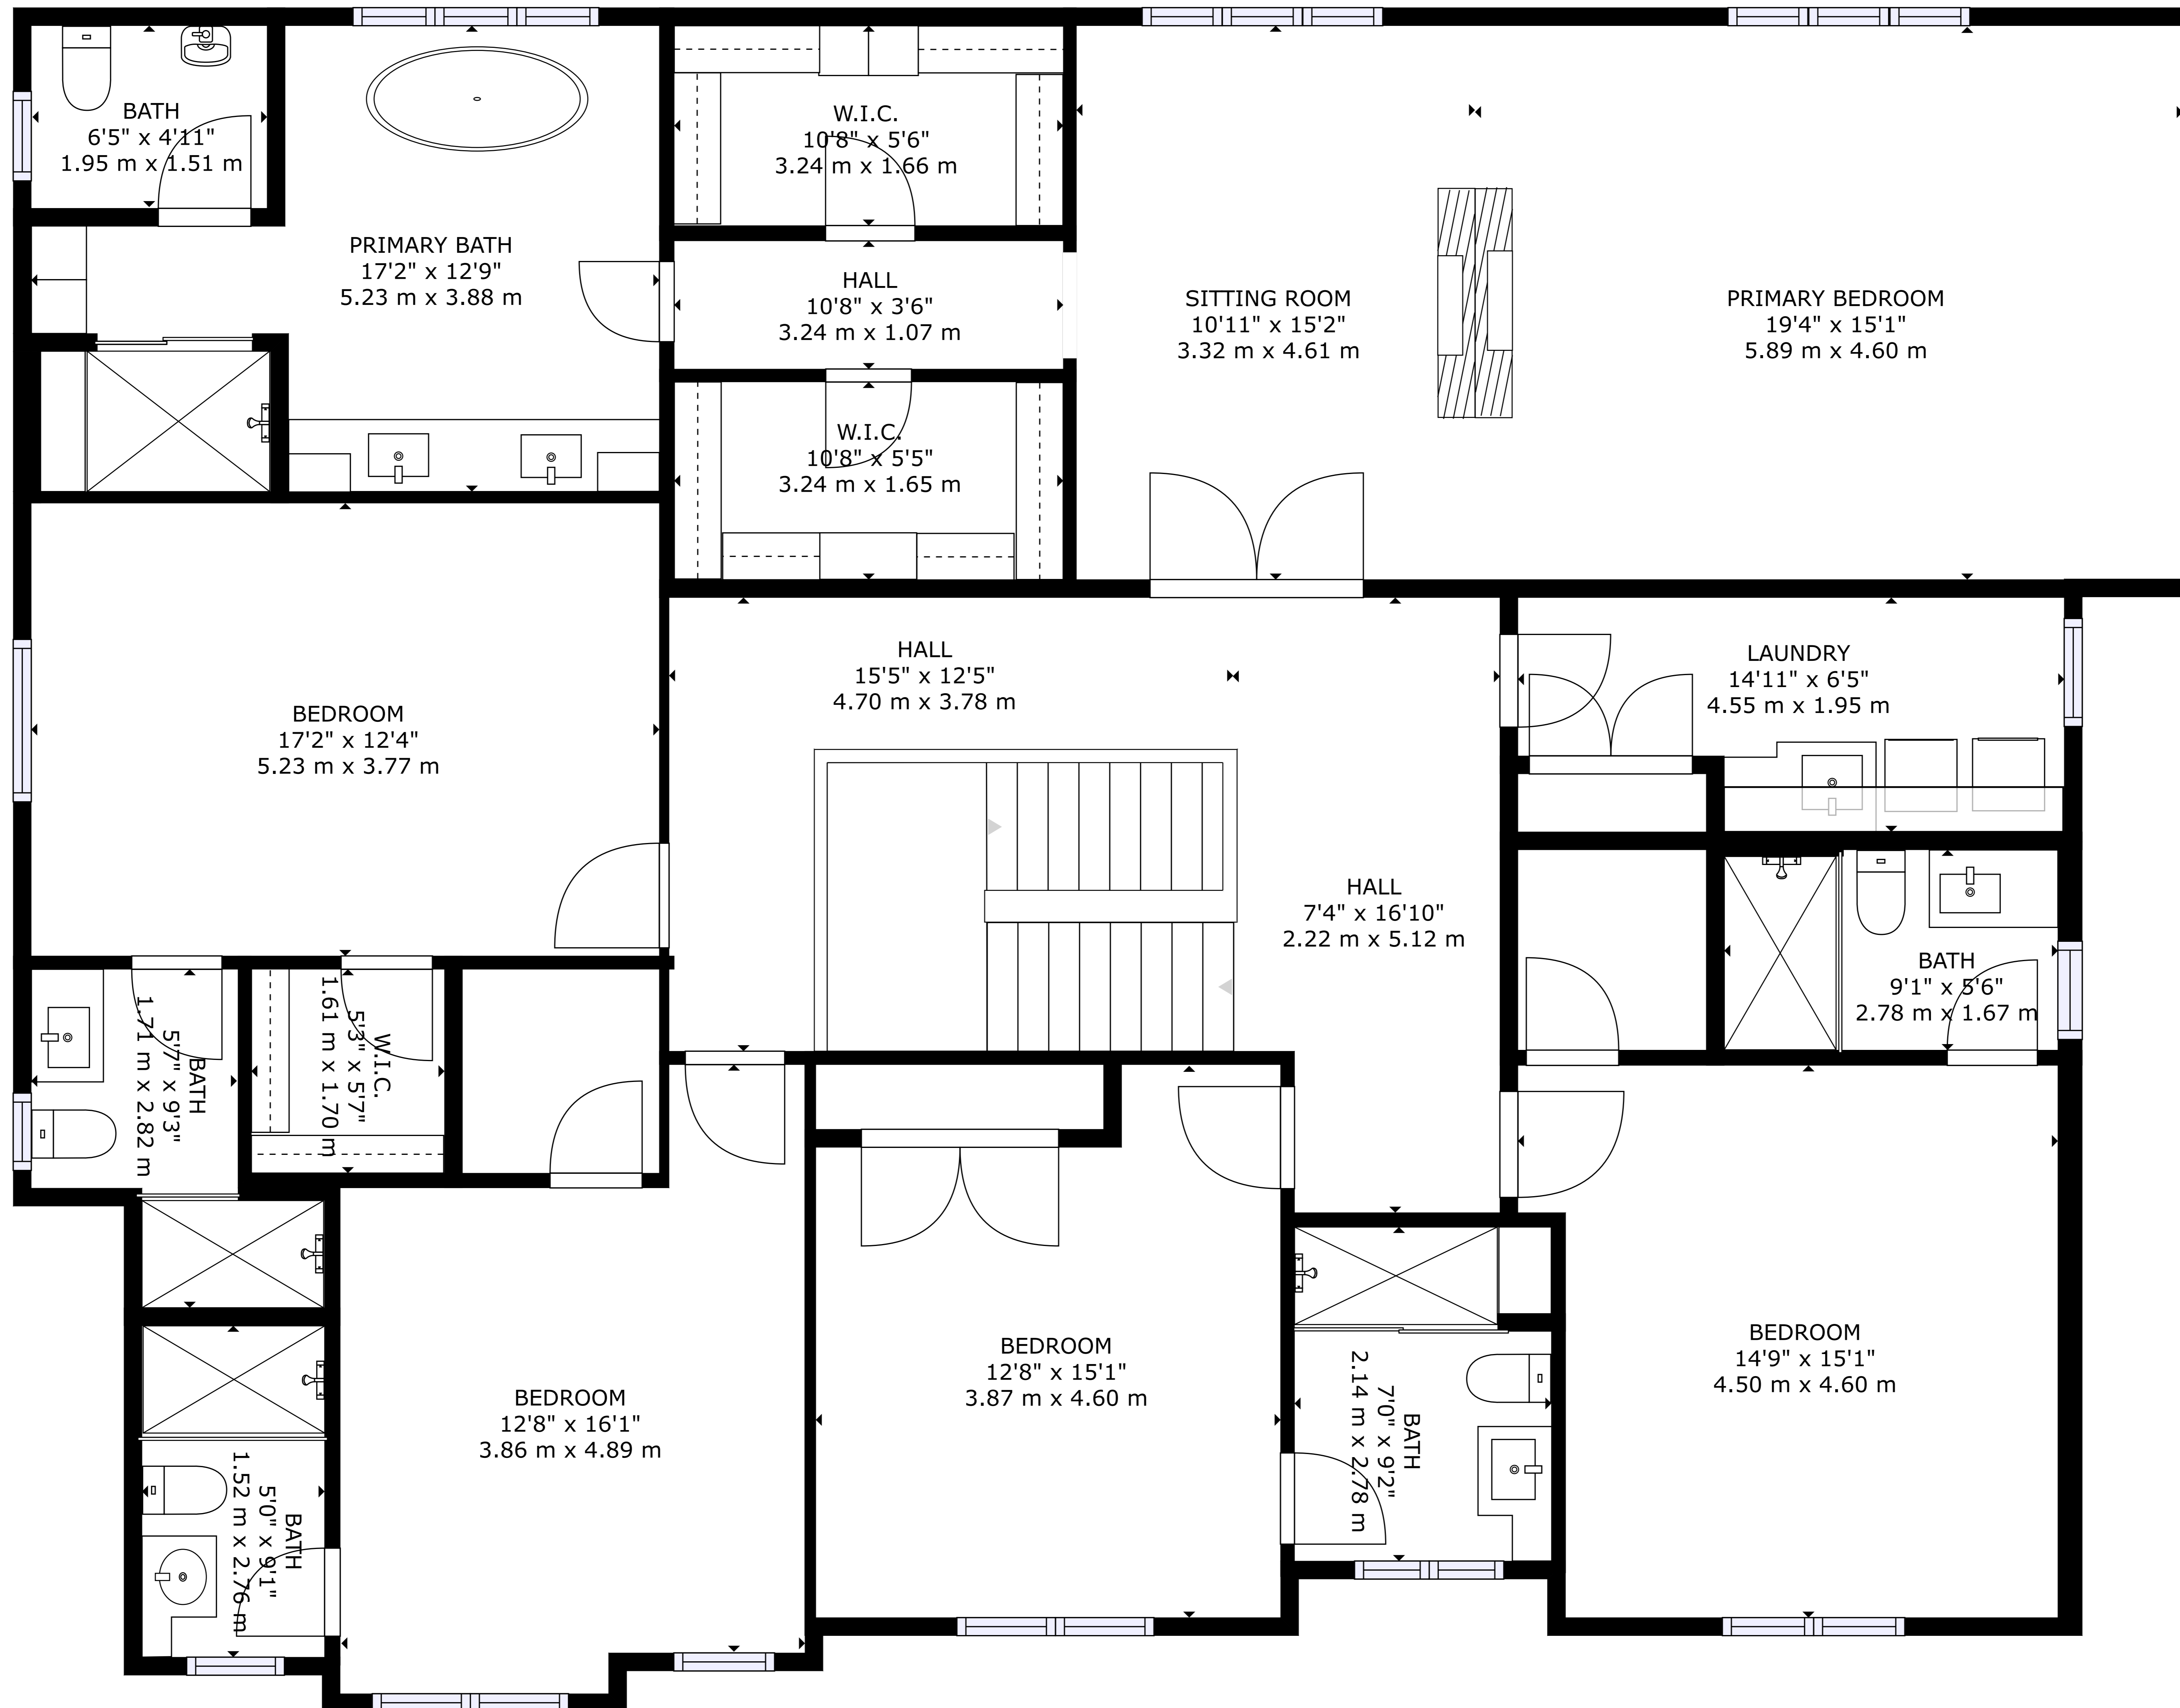 BATH
6'5" x 4'11"
1.95 m x 1.51 m
PRIMARY BATH
17'2" x 12'9"
5.23 m x 3.88 m
W.I.C.
10'8" x 5'6"
3.24 m x 1.66 m
HALL
10'8" x 3'6"
3.24 m x 1.07 m
W.I.C.
10'8" x 5'5"
3.24 m x 1.65 m
SITTING ROOM
10'11" x 15'2"
3.32 m x 4.61 m
PRIMARY BEDROOM
19'4" x 15'1"
5.89 m x 4.60 m
BEDROOM
17'2" x 12'4"
5.23 m x 3.77 m
HALL
15'5" x 12'5"
4.70 m x 3.78 m
LAUNDRY
14'11" x 6'5"
4.55 m x 1.95 m
HALL
7'4" x 16'10"
2.22 m x 5.12 m
BATH
9'1" x 5'6"
2.78 m x 1.67 m
BATH
5'7" x 9'3"
1.71 m x 2.82 m
W.I.C.
5'3" x 5'7"
1.61 m x 1.70 m
BEDROOM
12'8" x 16'1"
3.86 m x 4.89 m
BEDROOM
12'8" x 15'1"
3.87 m x 4.60 m
BATH
7'0" x 9'2"
2.14 m x 2.78 m
BEDROOM
14'9" x 15'1"
4.50 m x 4.60 m
BATH
5'0" x 9'1"
1.52 m x 2.76 m